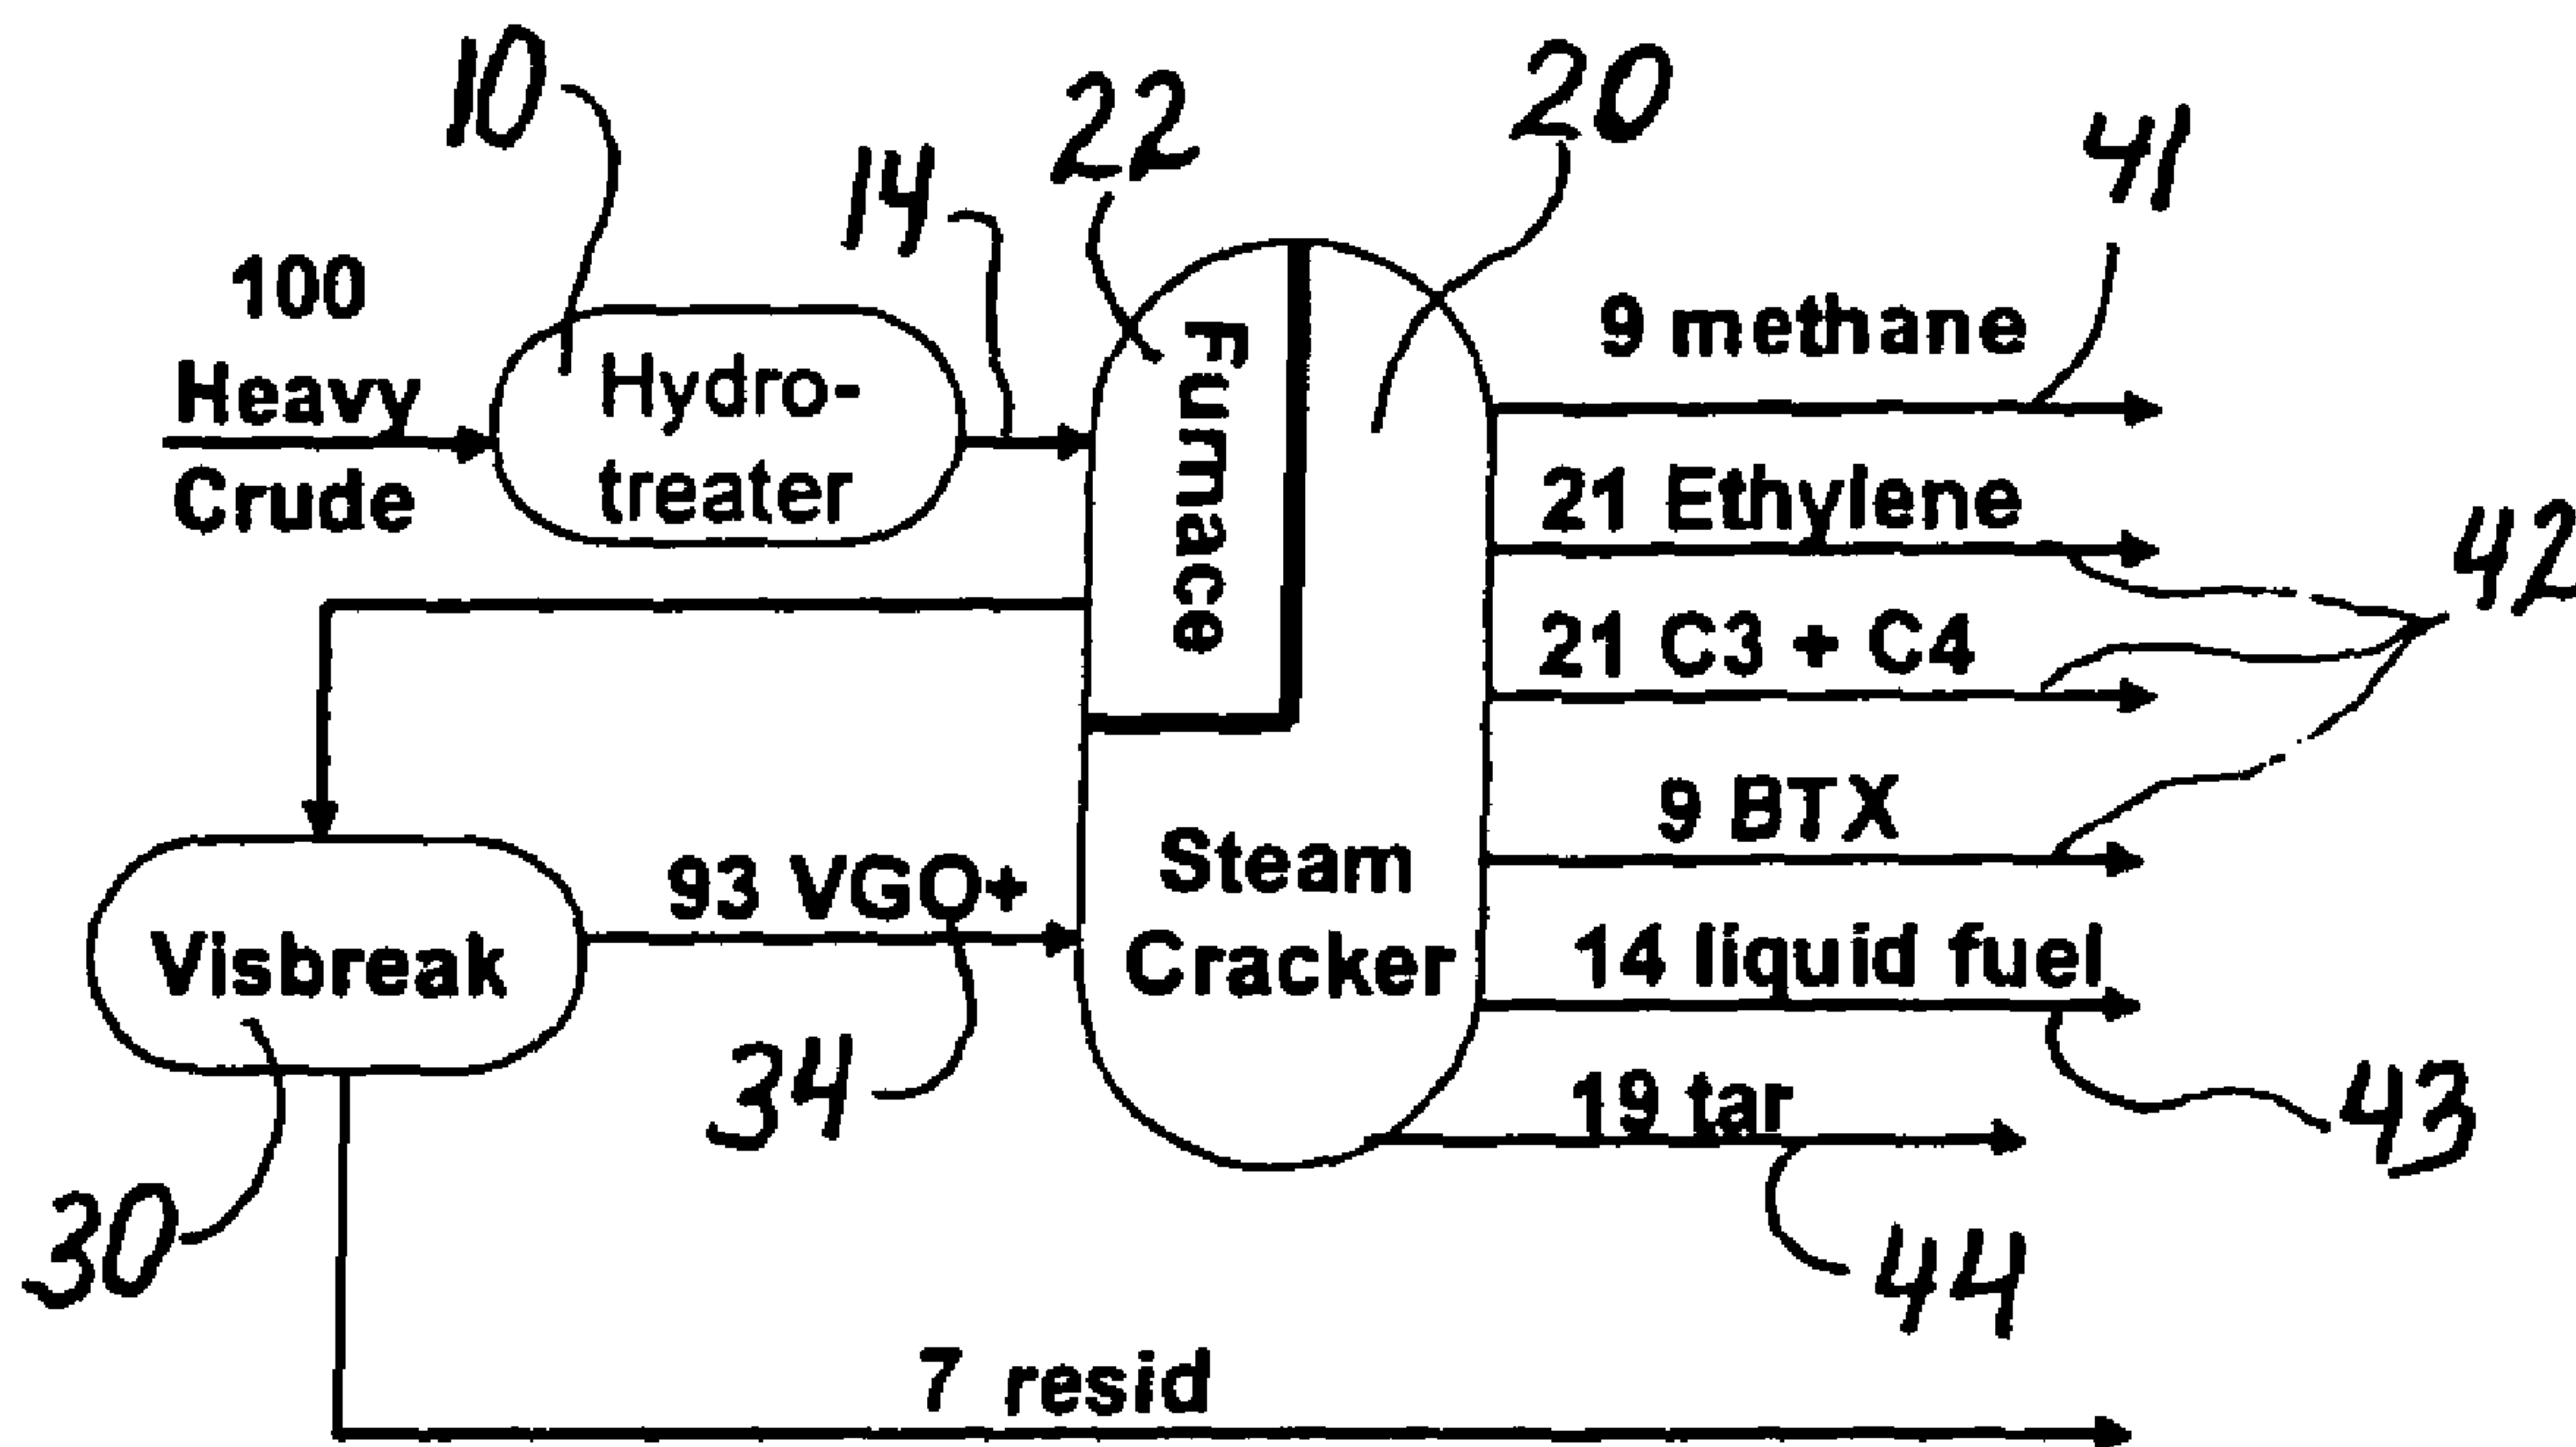 10
22
20
41
14
100
Heavy
Crude
Hydro-
treater
Furnace
9 methane
21 Ethylene
42
21 C3 + C4
9 BTX
Steam
Cracker
93 VGO+
Visbreak
14 liquid fuel
34
43
19 tar
30
44
7 resid